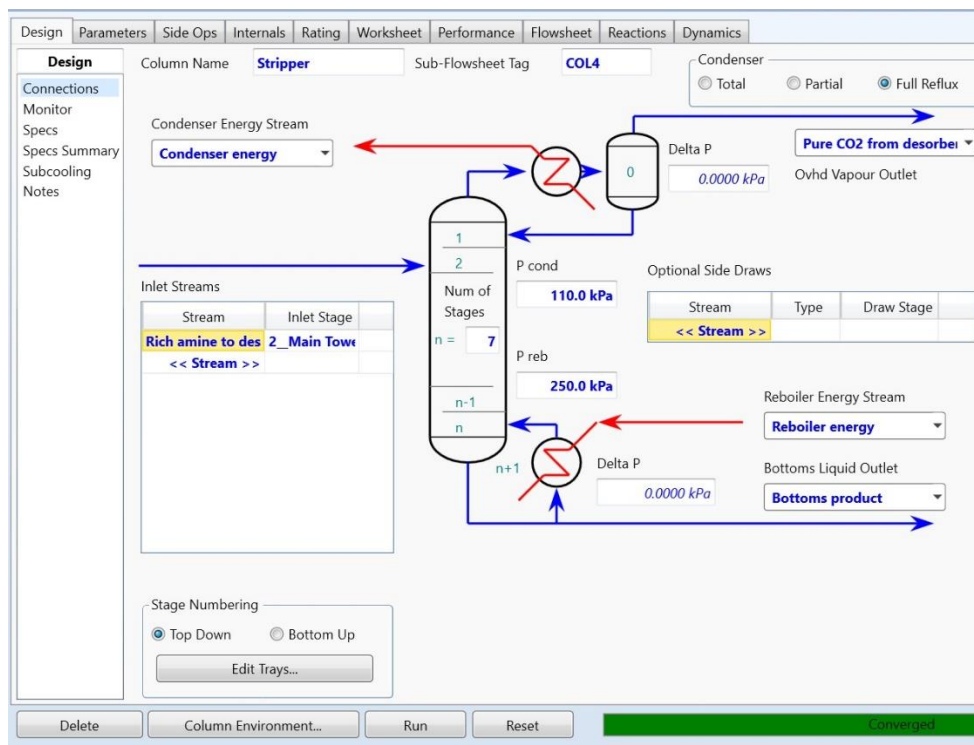 Design Parameters Side Ops Internals Rating Worksheet Performance Flowsheet Reactions Dynamics
Design
Connections
Monitor
Specs
Specs Summary
Subcooling
Notes
Column Name Stripper Sub-Flowsheet Tag COL4
Condenser
Total Partial Full Reflux
Condenser Energy Stream
Condenser energy
0
Delta P
0.0000 kPa
Pure CO2 from desorbe
Ovhd Vapour Outlet
1
2
Num of
Stages
n = 7
n-1
n
n+1
P cond
110.0 kPa
P reb
250.0 kPa
Inlet Streams
Stream Inlet Stage
Rich amine to des 2__Main Towe
<< Stream >>
Optional Side Draws
Stream Type Draw Stage
<< Stream >>
Reboiler Energy Stream
Reboiler energy
Delta P
0.0000 kPa
Bottoms Liquid Outlet
Bottoms product
Stage Numbering
Top Down Bottom Up
Edit Trays...
Delete Column Environment... Run Reset Converged